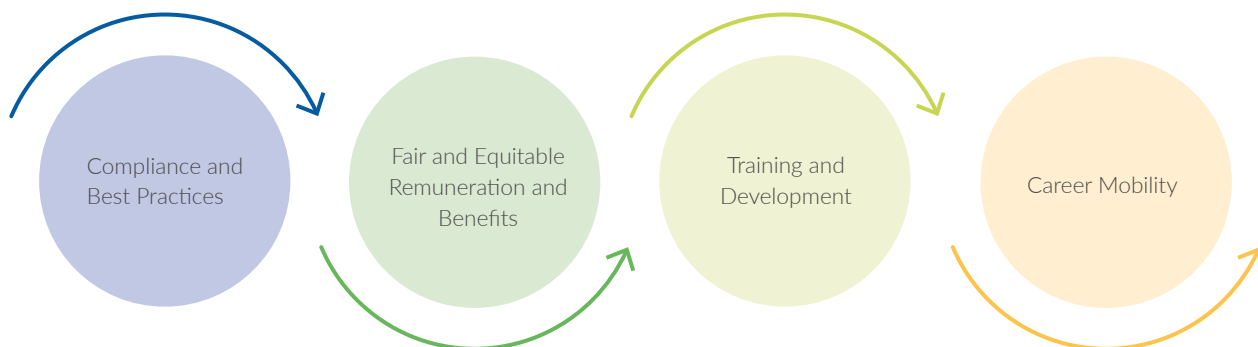 Compliance and
Best Practices
Fair and Equitable
Remuneration and
Benefits
Training and
Development
Career Mobility